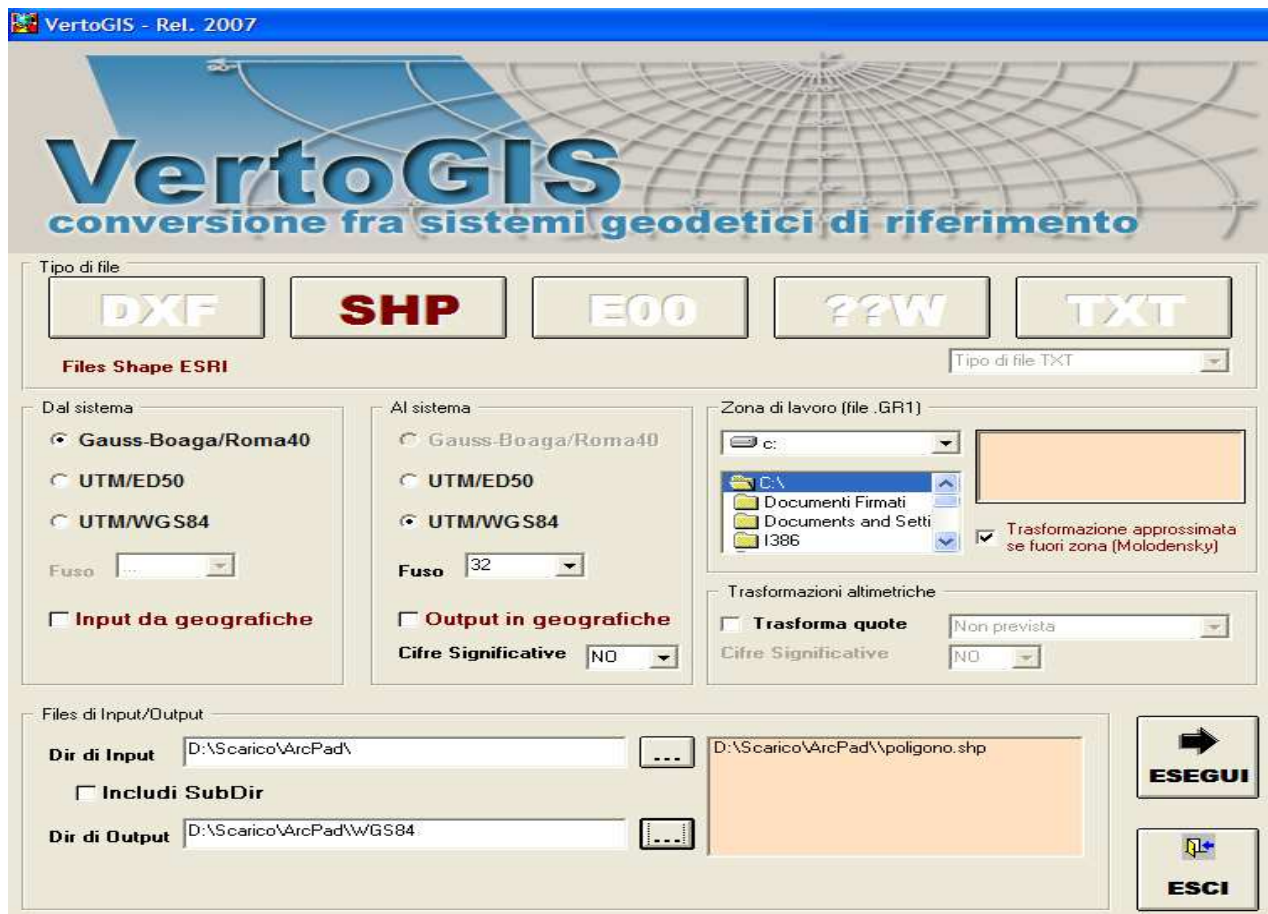 VertoGIS - Rel. 2007
VertoGIS
conversione fra sistemi geodetici di riferimento
Tipo di file
DXF
SHP
E00
??W
TXT
Files Shape ESRI
Tipo di file TXT
Dal sistema
Gauss-Boaga/Roma40
UTM/ED50
UTM/WGS84
Fuso ...
Input da geografiche
Al sistema
Gauss-Boaga/Roma40
UTM/ED50
UTM/WGS84
Fuso 32
Output in geografiche
Cifre Significative NO
Zona di lavoro (file .GR1)
c:
C:\
Documenti Firmati
Documents and Setti
I386
Trasformazione approssimata
se fuori zona (Molodensky)
Trasformazioni altimetriche
Trasforma quote Non prevista
Cifre Significative NO
Files di Input/Output
Dir di Input D:\Scarico\ArcPad\ ...
Includi SubDir
Dir di Output D:\Scarico\ArcPad\WGS84 ...
D:\Scarico\ArcPad\\poligono.shp
ESEGUI
ESCI